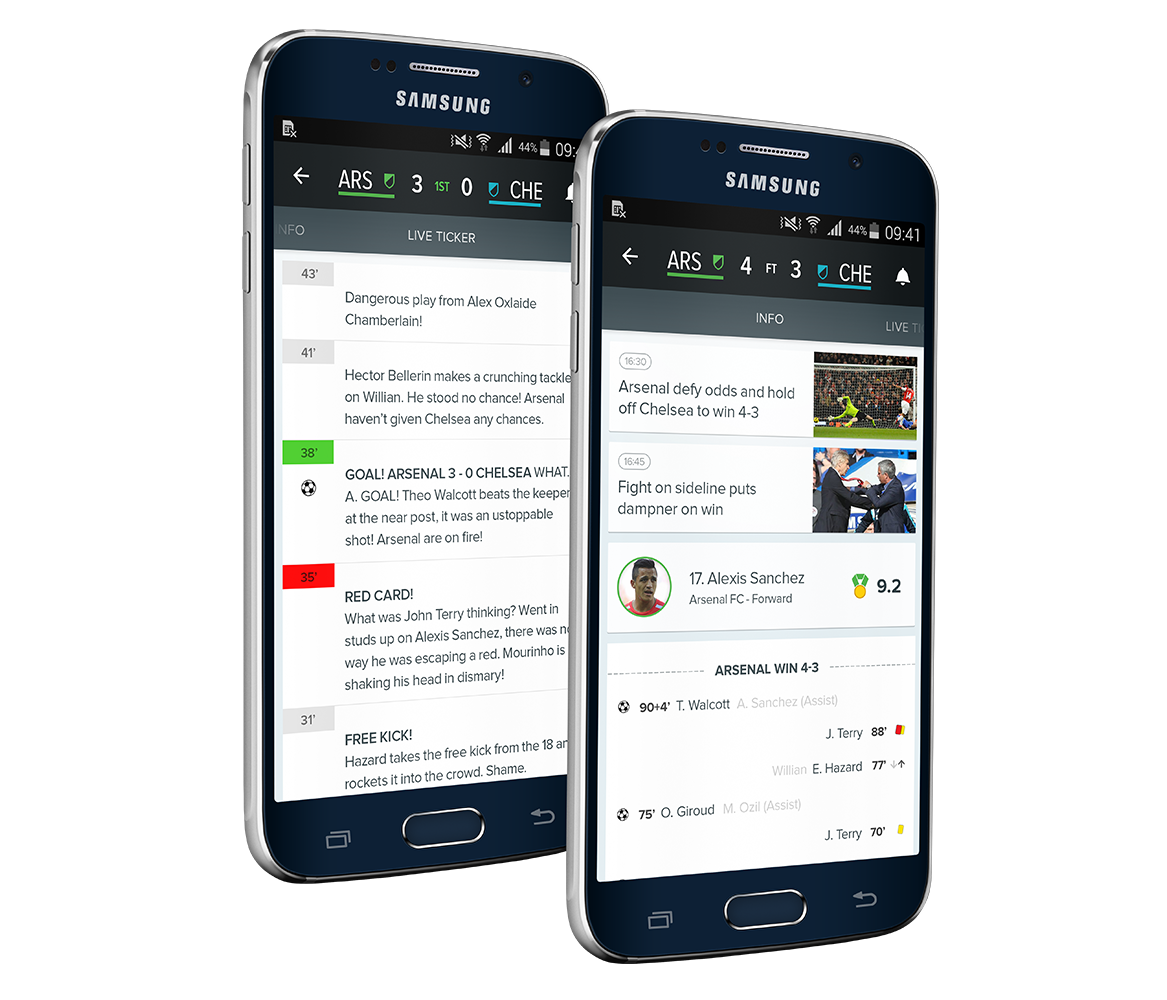 SAMSUNG
44% 09:4
ARS 3 1ST 0 CHE
NFO LIVE TICKER
43'
Dangerous play from Alex Oxlaide
Chamberlain!
41'
Hector Bellerin makes a crunching tackle
on Willian. He stood no chance! Arsenal
haven't given Chelsea any chances.
38'
GOAL! ARSENAL 3 - 0 CHELSEA WHAT.
A. GOAL! Theo Walcott beats the keeper
at the near post, it was an ustoppable
shot! Arsenal are on fire!
35'
RED CARD!
What was John Terry thinking? Went in
studs up on Alexis Sanchez, there was no
way he was escaping a red. Mourinho is
shaking his head in dismary!
31'
FREE KICK!
Hazard takes the free kick from the 18 an
rockets it into the crowd. Shame.
SAMSUNG
44% 09:41
ARS 4 FT 3 CHE
INFO LIVE TI
16:30
Arsenal defy odds and hold
off Chelsea to win 4-3
16:45
Fight on sideline puts
dampner on win
17. Alexis Sanchez
Arsenal FC - Forward
9.2
ARSENAL WIN 4-3
90+4' T. Walcott A. Sanchez (Assist)
J. Terry 88'
Willian E. Hazard 77'
75' O. Giroud M. Ozil (Assist)
J. Terry 70'